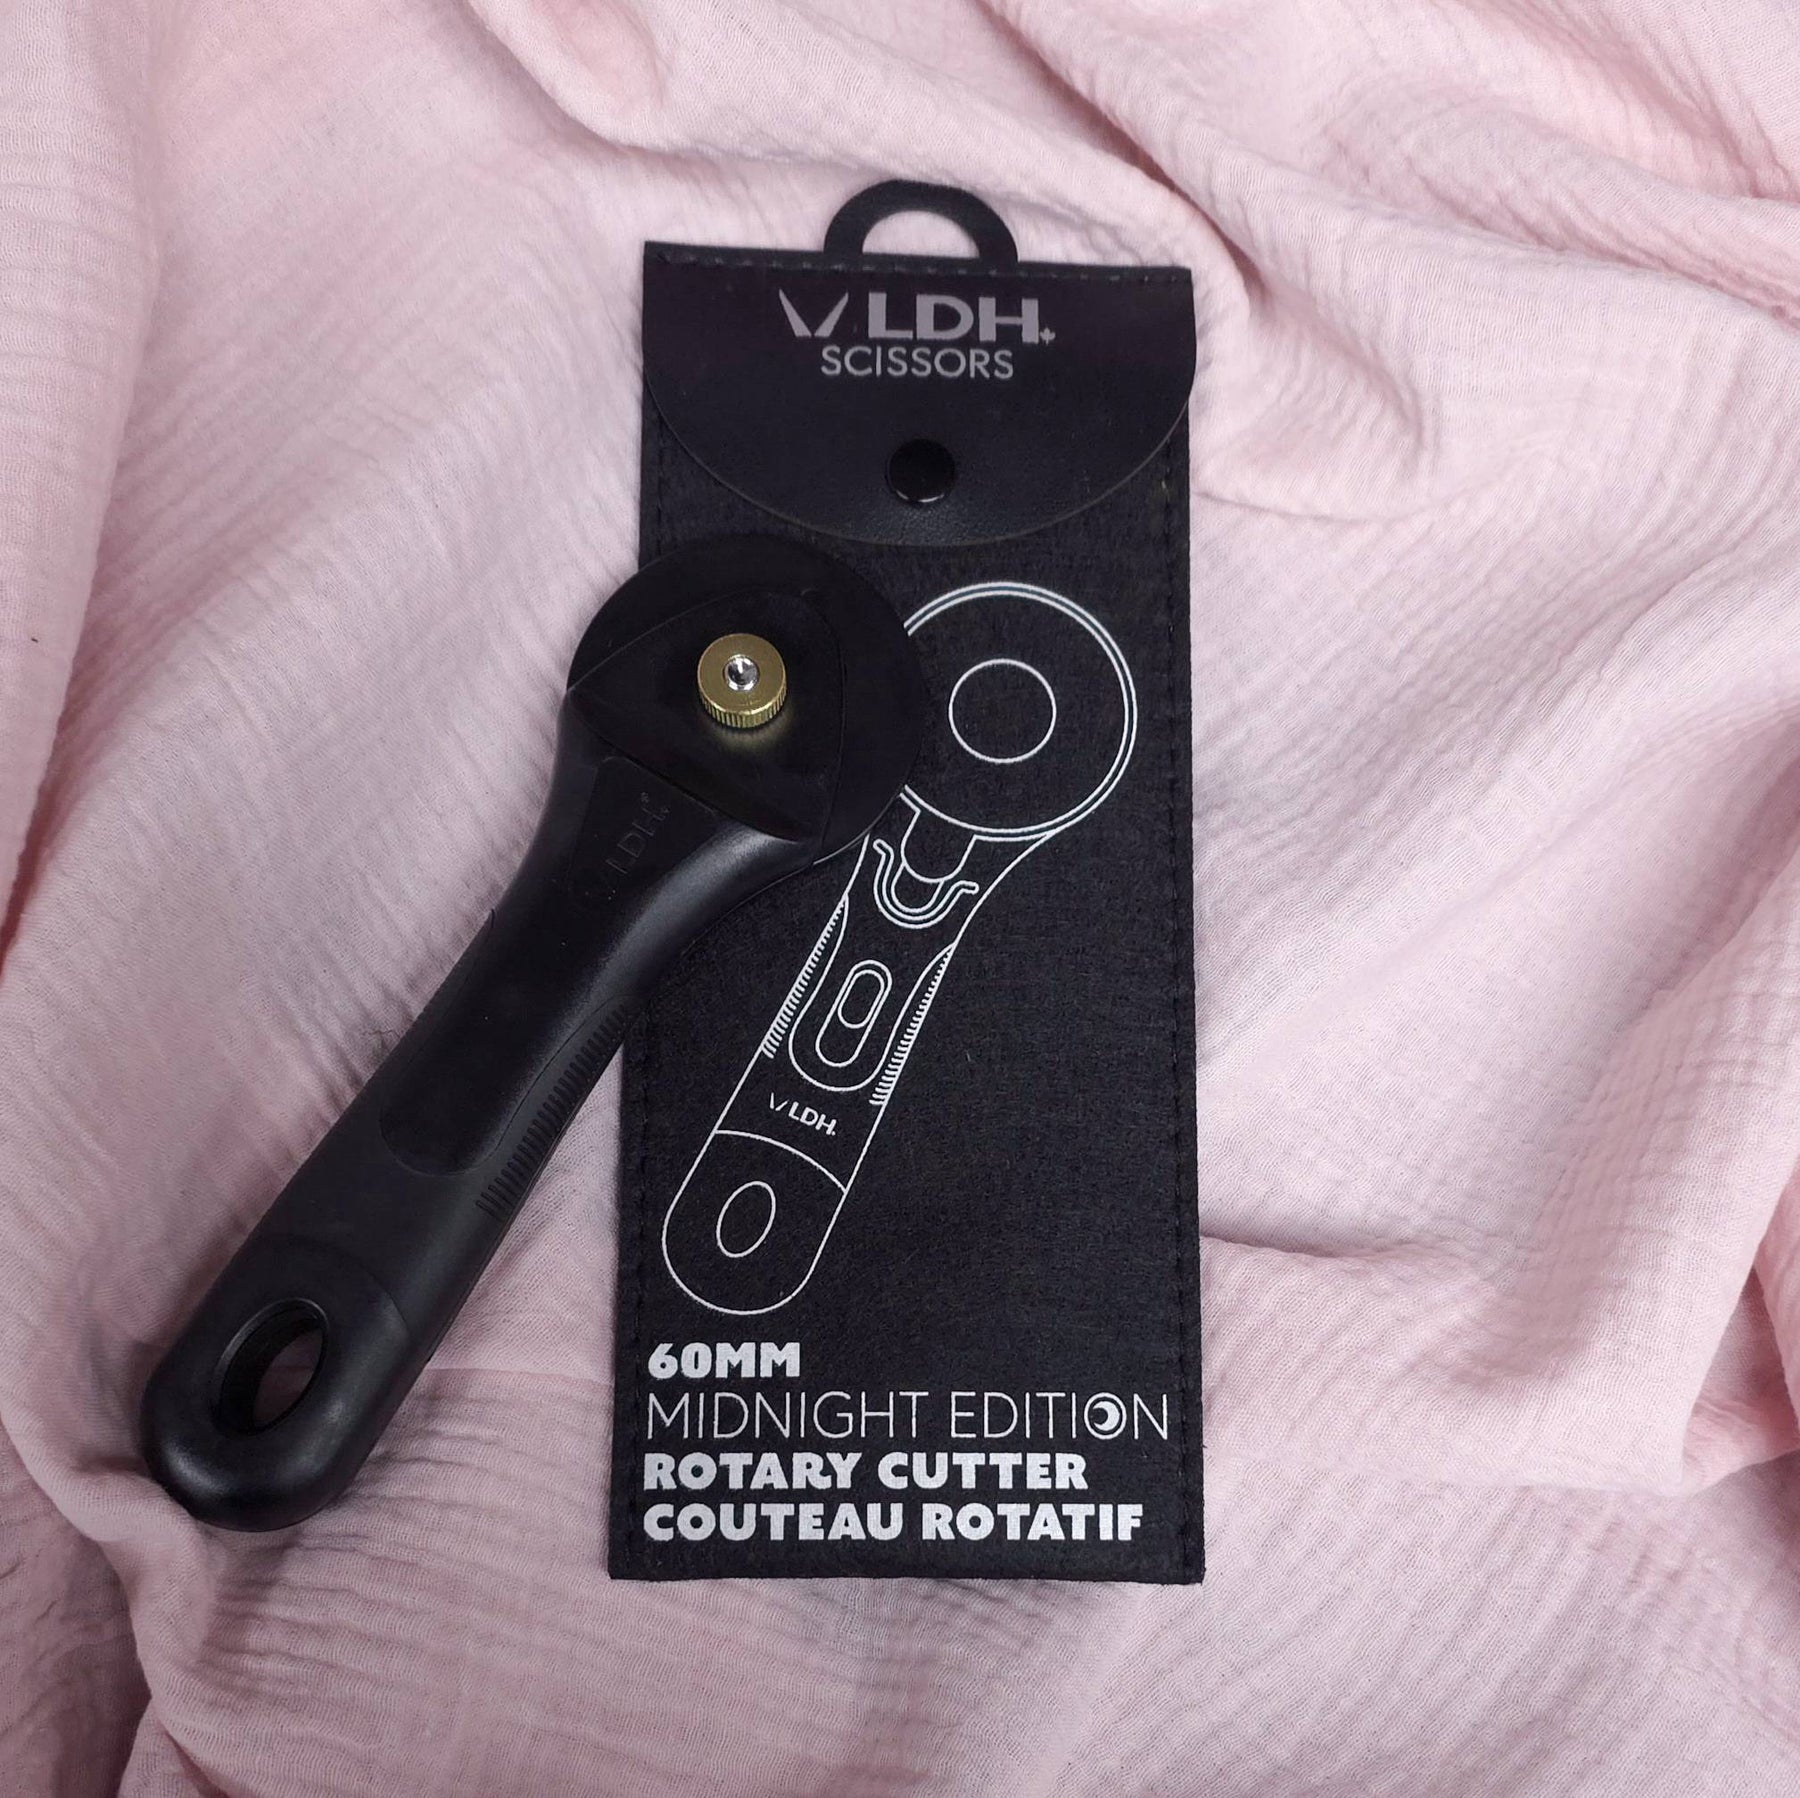 LDH
SCISSORS
LDH
LDH
60MM
MIDNIGHT EDITION
ROTARY CUTTER
COUTEAU ROTATIF